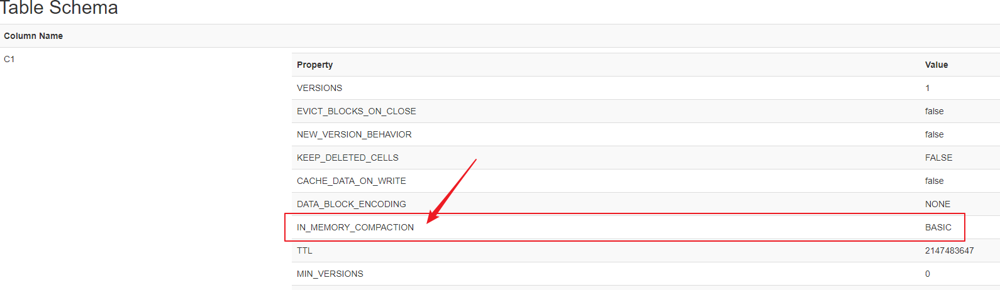 Table Schema
Column Name
C1
Property Value
VERSIONS 1
EVICT_BLOCKS_ON_CLOSE false
NEW_VERSION_BEHAVIOR false
KEEP_DELETED_CELLS FALSE
CACHE_DATA_ON_WRITE false
DATA_BLOCK_ENCODING NONE
IN_MEMORY_COMPACTION BASIC
TTL 2147483647
MIN_VERSIONS 0